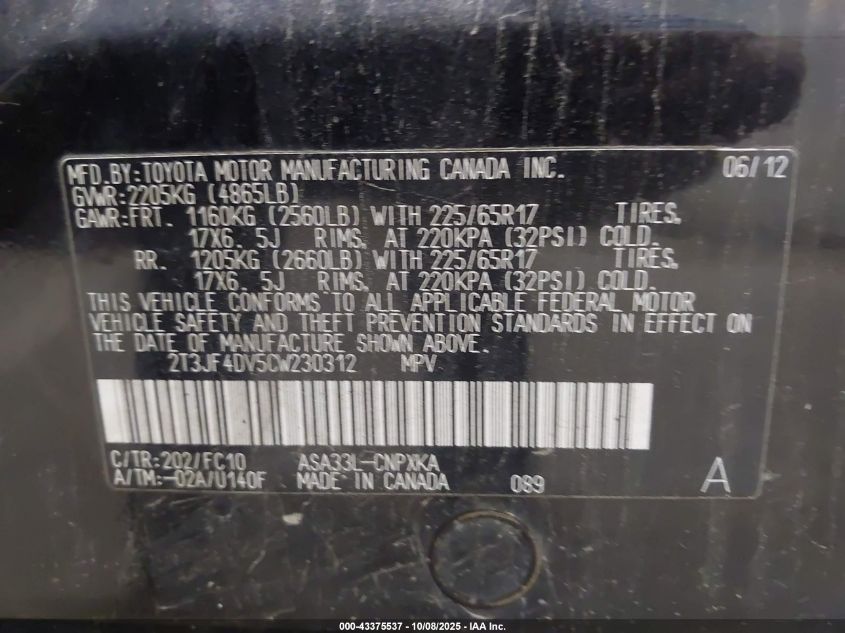 MFD.BY:TOYOTA MOTOR MANUFACTURING CANADA INC. 06/12
GVWR:2205KG (4865LB)
GAWR:FRT. 1160KG (2560LB) WITH 225/65R17 TIRES,
17X6. 5J RIMS, AT 220KPA (32PSI) COLD.
RR. 1205KG (2660LB) WITH 225/65R17 TIRES,
17X6. 5J RIMS, AT 220KPA (32PSI) COLD.
THIS VEHICLE CONFORMS TO ALL APPLICABLE FEDERAL MOTOR
VEHICLE SAFETY AND THEFT PREVENTION STANDARDS IN EFFECT ON
THE DATE OF MANUFACTURE SHOWN ABOVE.
2T3JF4DV5CW230312 MPV
C/TR:202/FC10 ASA33L-CNPXKA
A/TM:-02A/U140F MADE IN CANADA 089 A
000-43375537 - 10/08/2025 - IAA Inc.